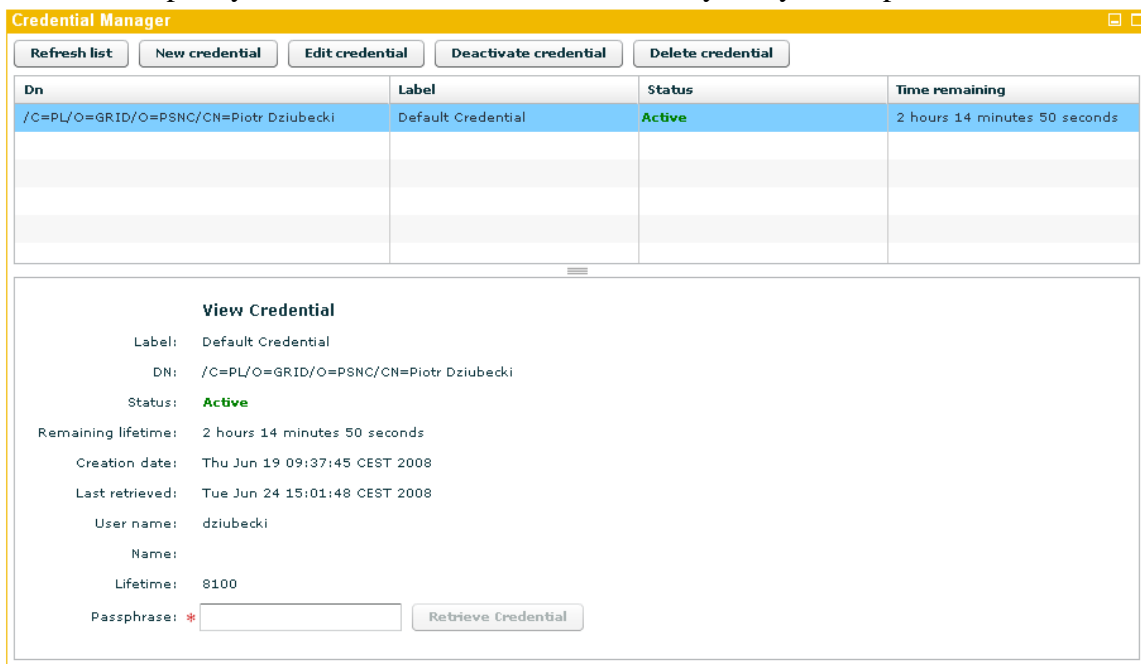 Credential Manager
Refresh list New credential Edit credential Deactivate credential Delete credential
Dn Label Status Time remaining
/C=PL/O=GRID/O=PSNC/CN=Piotr Dziubecki Default Credential Active 2 hours 14 minutes 50 seconds
View Credential
Label: Default Credential
DN: /C=PL/O=GRID/O=PSNC/CN=Piotr Dziubecki
Status: Active
Remaining lifetime: 2 hours 14 minutes 50 seconds
Creation date: Thu Jun 19 09:37:45 CEST 2008
Last retrieved: Tue Jun 24 15:01:48 CEST 2008
User name: dziubecki
Name:
Lifetime: 8100
Passphrase: * Retrieve Credential